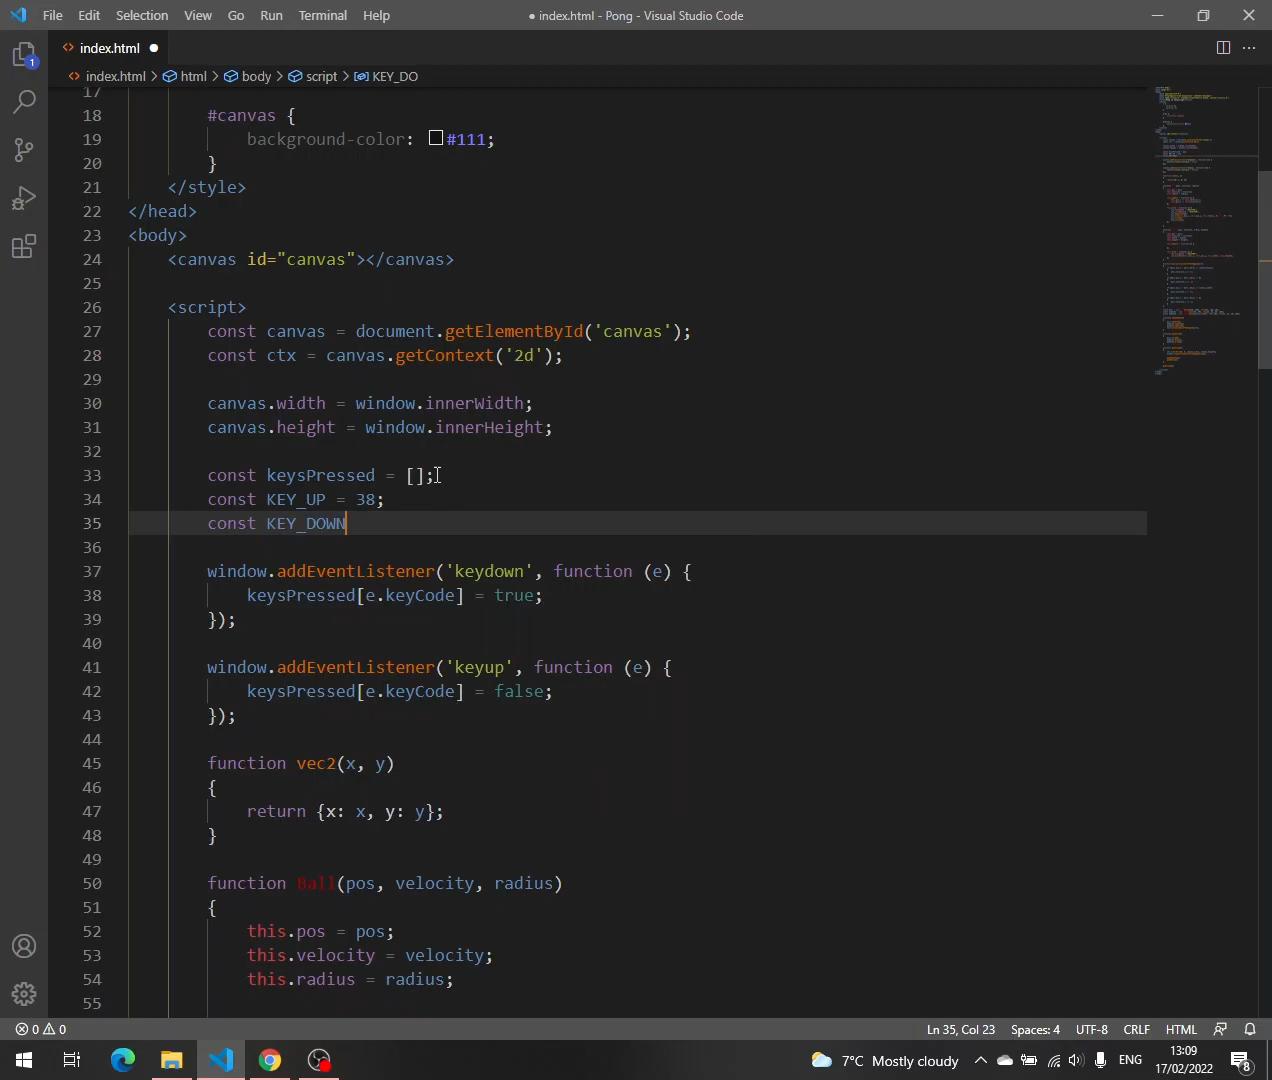 File Edit Selection View Go Run Terminal Help
● index.html - Pong - Visual Studio Code
<> index.html ●
<> index.html > html > body > script > KEY_DO
1
17
18 #canvas {
19 background-color: #111;
20 }
21 </style>
22 </head>
23 <body>
24 <canvas id="canvas"></canvas>
25
26 <script>
27 const canvas = document.getElementById('canvas');
28 const ctx = canvas.getContext('2d');
29
30 canvas.width = window.innerWidth;
31 canvas.height = window.innerHeight;
32
33 const keysPressed = [];
34 const KEY_UP = 38;
35 const KEY_DOWN
36
37 window.addEventListener('keydown', function (e) {
38 keysPressed[e.keyCode] = true;
39 });
40
41 window.addEventListener('keyup', function (e) {
42 keysPressed[e.keyCode] = false;
43 });
44
45 function vec2(x, y)
46 {
47 return {x: x, y: y};
48 }
49
50 function Ball(pos, velocity, radius)
51 {
52 this.pos = pos;
53 this.velocity = velocity;
54 this.radius = radius;
55
0 0
Ln 35, Col 23 Spaces: 4 UTF-8 CRLF HTML
7°C Mostly cloudy
ENG
13:09
17/02/2022
8